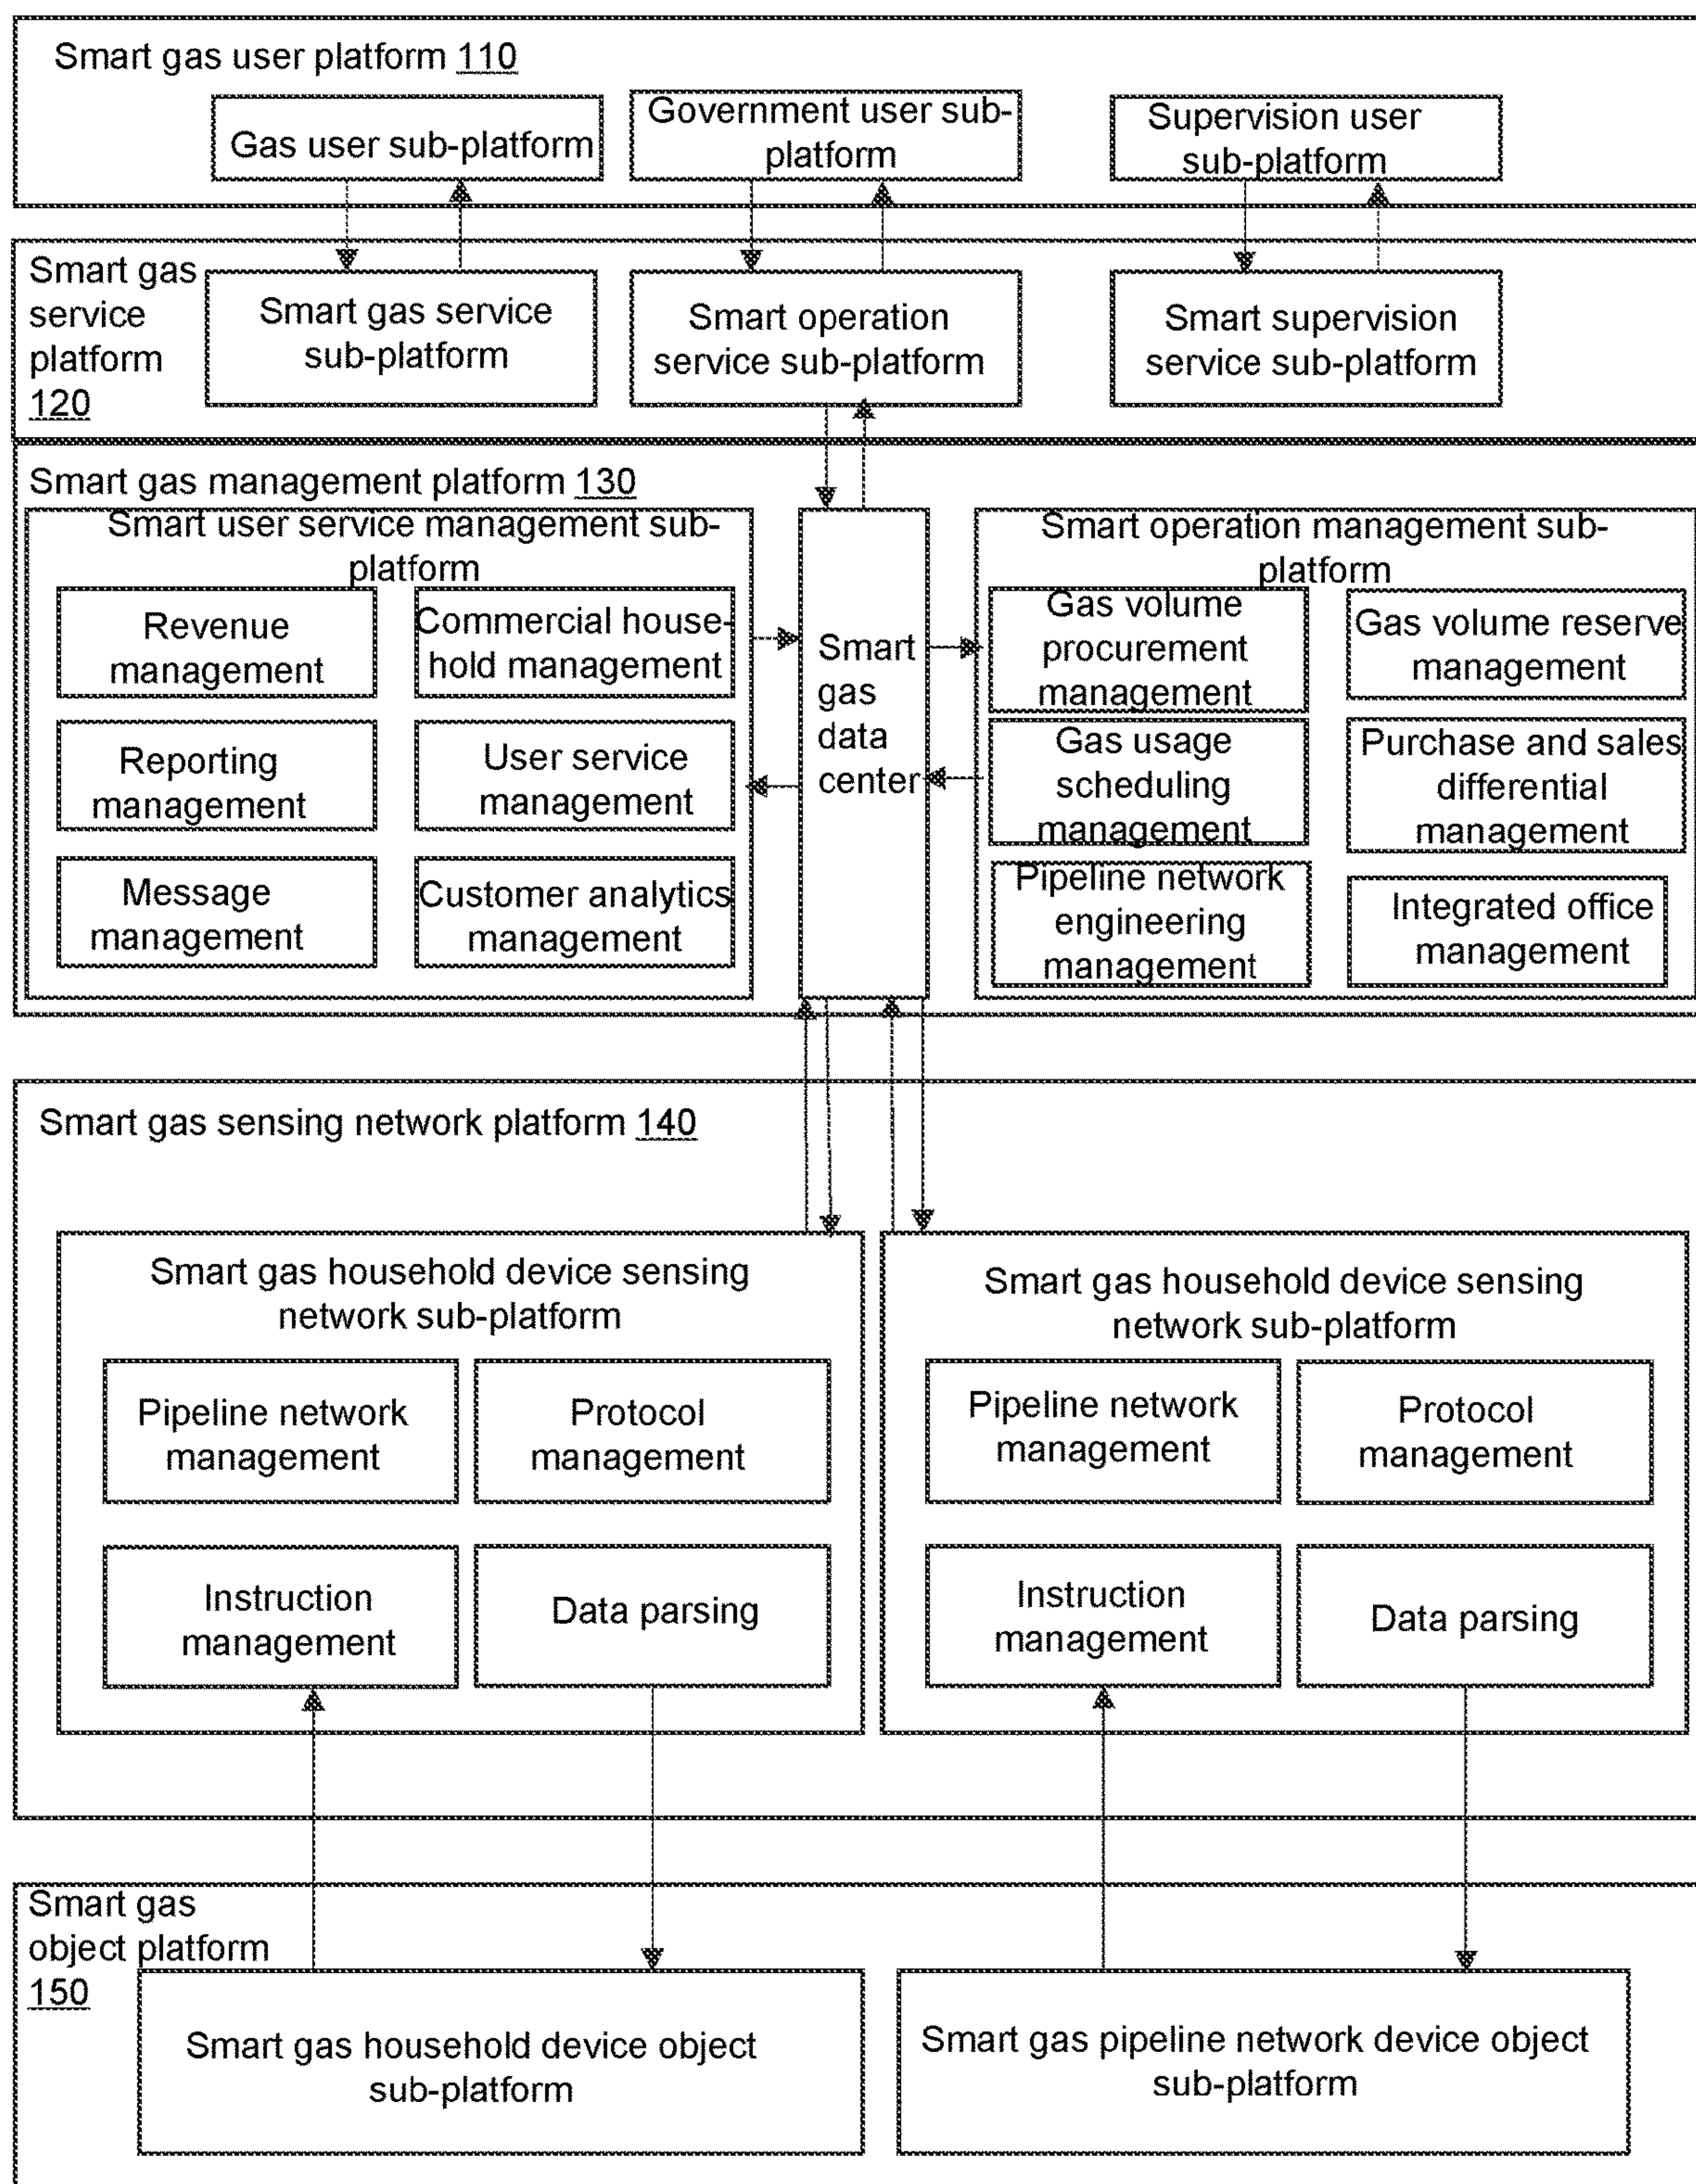 Smart gas user platform 110
Gas user sub-platform
Government user sub-
platform
Supervision user
sub-platform
Smart gas
service
platform
120
Smart gas service
sub-platform
Smart operation
service sub-platform
Smart supervision
service sub-platform
Smart gas management platform 130
Smart user service management sub-
platform
Revenue
management
Commercial house-
hold management
Reporting
management
User service
management
Message
management
Customer analytics
management
Smart
gas
data
center
Smart operation management sub-
platform
Gas volume
procurement
management
Gas volume reserve
management
Gas usage
scheduling
management
Purchase and sales
differential
management
Pipeline network
engineering
management
Integrated office
management
Smart gas sensing network platform 140
Smart gas household device sensing
network sub-platform
Pipeline network
management
Protocol
management
Instruction
management
Data parsing
Smart gas household device sensing
network sub-platform
Pipeline network
management
Protocol
management
Instruction
management
Data parsing
Smart gas
object platform
150
Smart gas household device object
sub-platform
Smart gas pipeline network device object
sub-platform